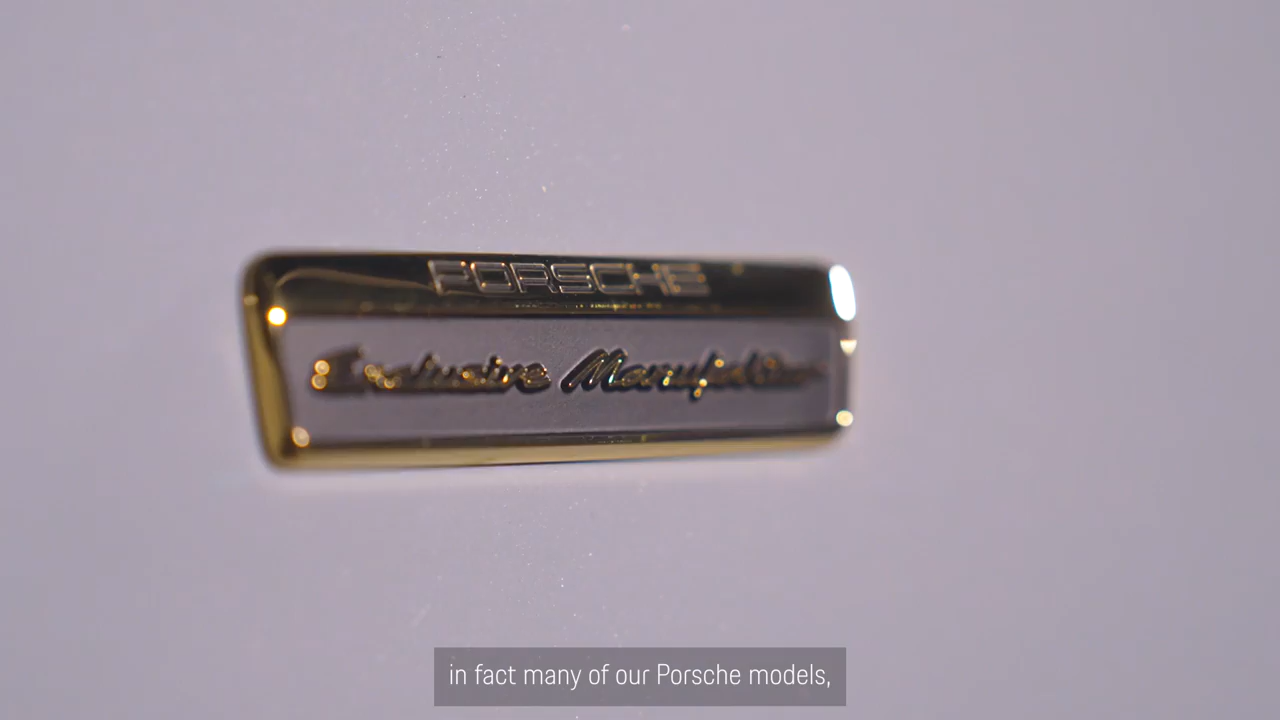 PORSCHE
Exclusive Manufaktur
in fact many of our Porsche models,